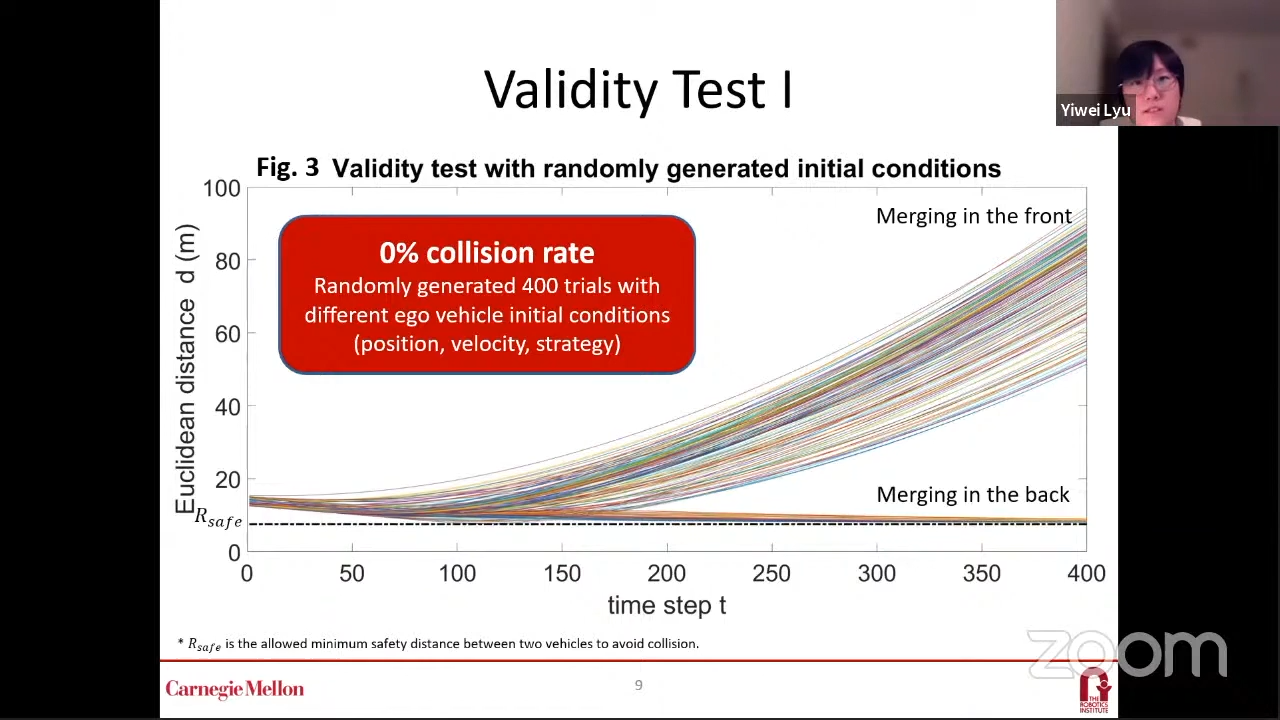 Validity Test I
Yiwei Lyu
Fig. 3 Validity test with randomly generated initial conditions
100
80
60
40
20
0
Euclidean distance d (m)
R_safe
0% collision rate
Randomly generated 400 trials with
different ego vehicle initial conditions
(position, velocity, strategy)
Merging in the front
Merging in the back
0 50 100 150 200 250 300 350 400
time step t
* R_safe is the allowed minimum safety distance between two vehicles to avoid collision.
Carnegie Mellon
9
zoom
THE
ROBOTICS
INSTITUTE